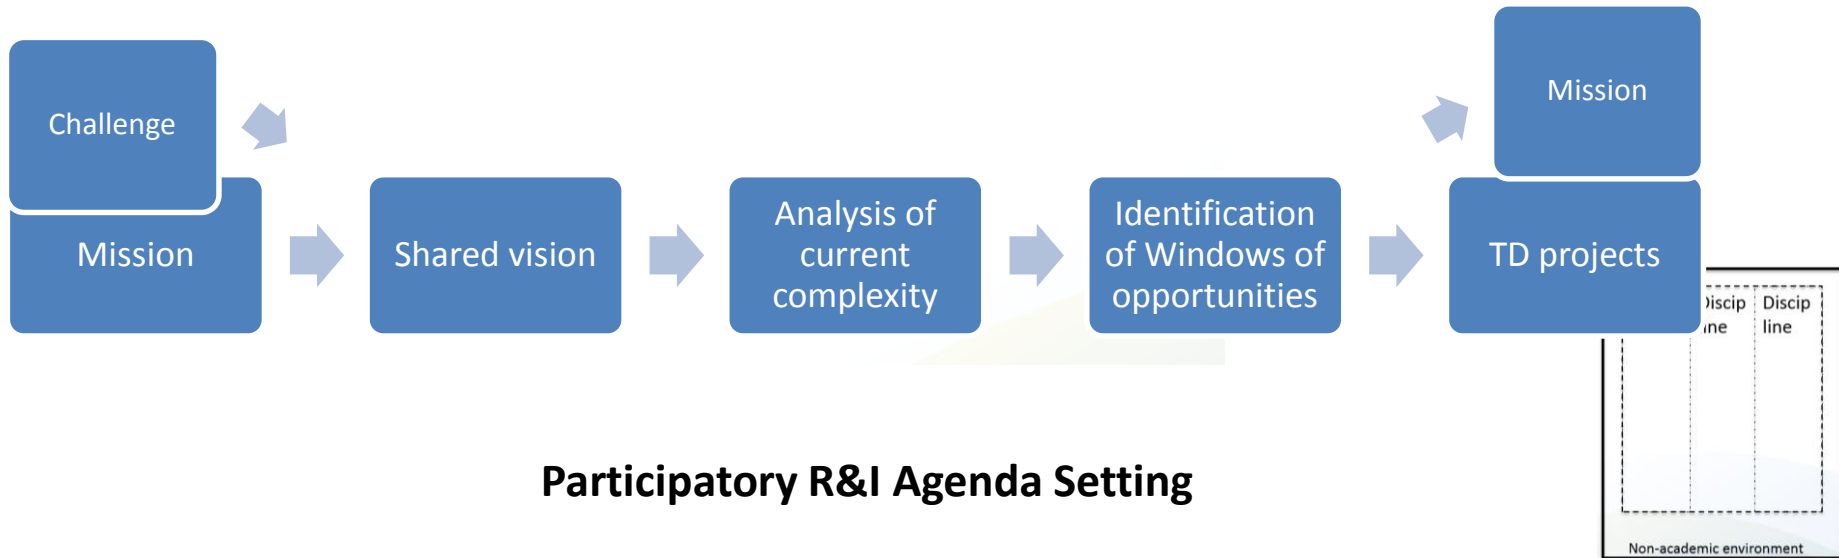 Challenge
Mission
Shared vision
Analysis of
current
complexity
Identification
of Windows of
opportunities
Mission
TD projects
Discip
line
Participatory R&I Agenda Setting
Non-academic environment